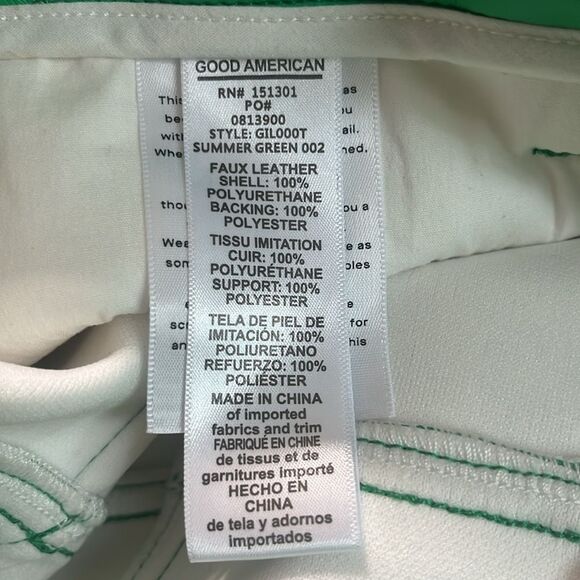 GOOD AMERICAN
RN# 151301
PO#
0813900
STYLE: GIL000T
SUMMER GREEN 002
FAUX LEATHER
SHELL: 100%
POLYURETHANE
BACKING: 100%
POLYESTER
TISSU IMITATION
CUIR: 100%
POLYURÉTHANE
SUPPORT: 100%
POLYESTER
TELA DE PIEL DE
IMITACIÓN: 100%
POLIURETANO
REFUERZO: 100%
POLIÉSTER
MADE IN CHINA
of imported
fabrics and trim
FABRIQUÉ EN CHINE
de tissus et de
garnitures importé
HECHO EN
CHINA
de tela y adornos
importados